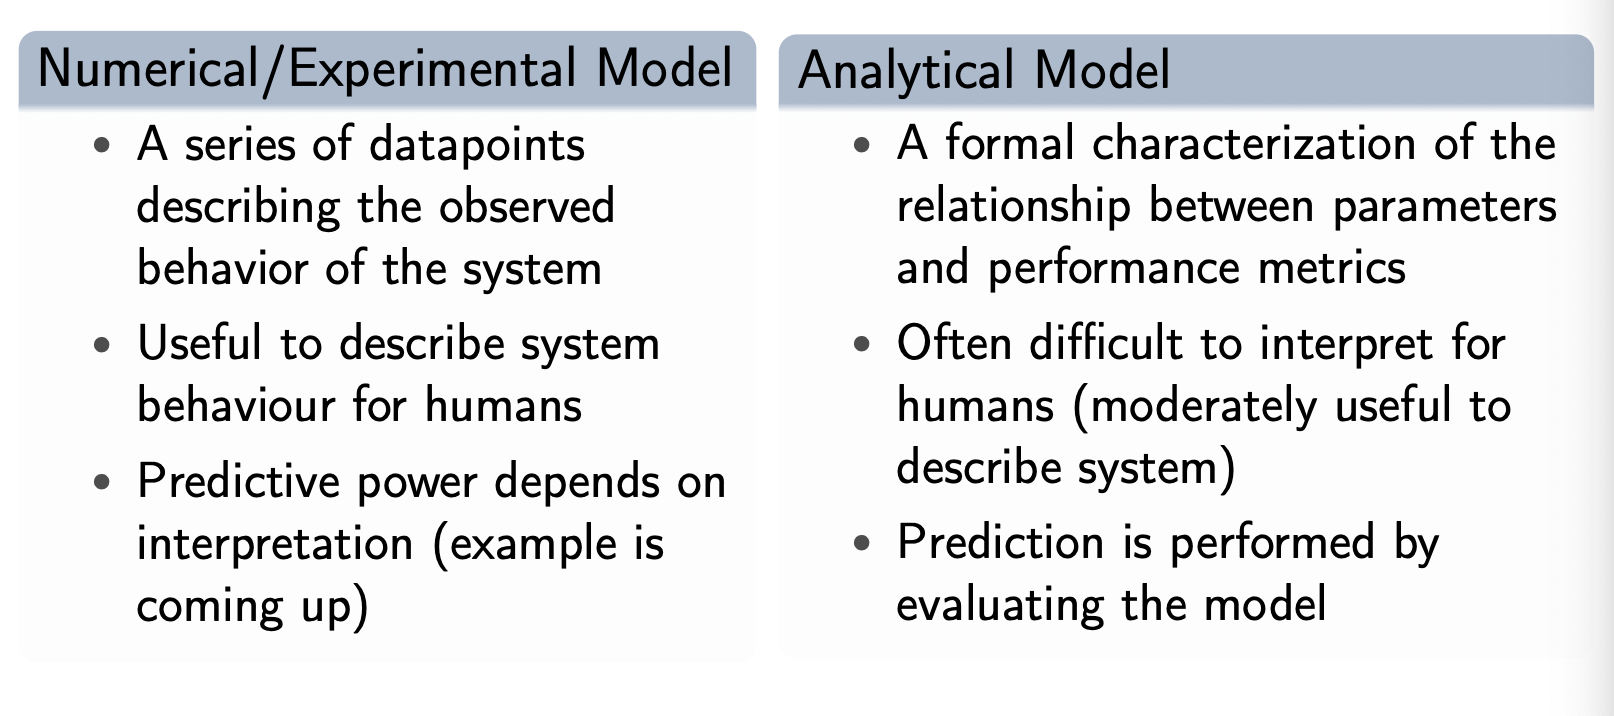 Numerical/Experimental Model
• A series of datapoints
describing the observed
behavior of the system
• Useful to describe system
behaviour for humans
• Predictive power depends on
interpretation (example is
coming up)
Analytical Model
• A formal characterization of the
relationship between parameters
and performance metrics
• Often difficult to interpret for
humans (moderately useful to
describe system)
• Prediction is performed by
evaluating the model